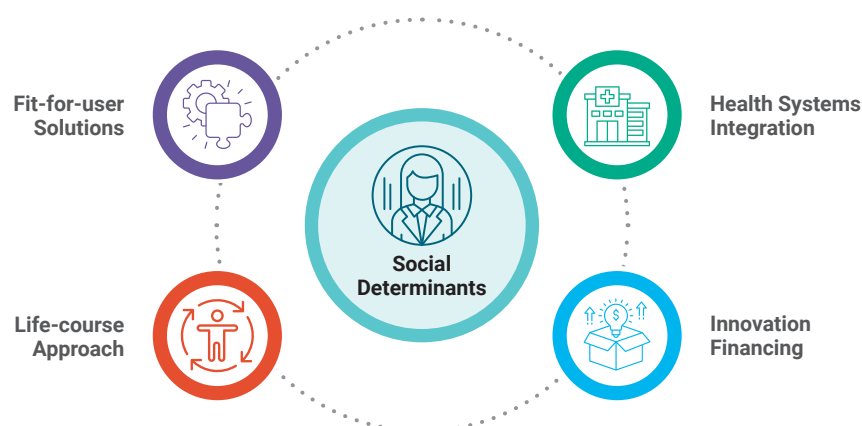 Fit-for-user
Solutions
Health Systems
Integration
Social
Determinants
Life-course
Approach
$
Innovation
Financing